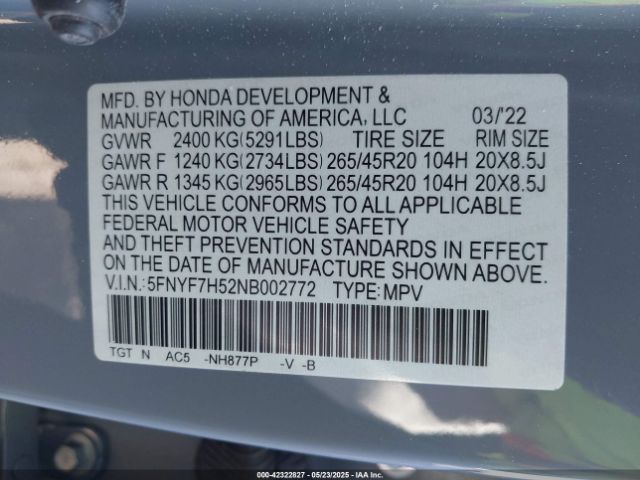 MFD. BY HONDA DEVELOPMENT &
MANUFACTURING OF AMERICA, LLC 03/'22
GVWR 2400 KG(5291LBS) TIRE SIZE RIM SIZE
GAWR F 1240 KG(2734LBS) 265/45R20 104H 20X8.5J
GAWR R 1345 KG(2965LBS) 265/45R20 104H 20X8.5J
THIS VEHICLE CONFORMS TO ALL APPLICABLE
FEDERAL MOTOR VEHICLE SAFETY
AND THEFT PREVENTION STANDARDS IN EFFECT
ON THE DATE OF MANUFACTURE SHOWN ABOVE.
V.I.N.:5FNYF7H52NB002772 TYPE:MPV
TGT N AC5 -NH877P -V -B
000-42322827 - 05/23/2025 - IAA Inc.